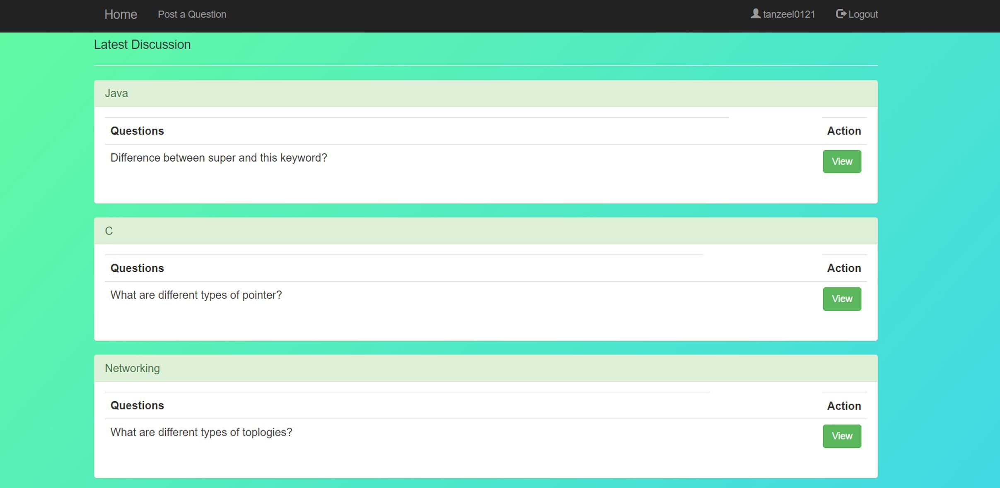 Home Post a Question tanzeel0121 Logout
Latest Discussion
Java
Questions Action
Difference between super and this keyword? View
C
Questions Action
What are different types of pointer? View
Networking
Questions Action
What are different types of toplogies? View